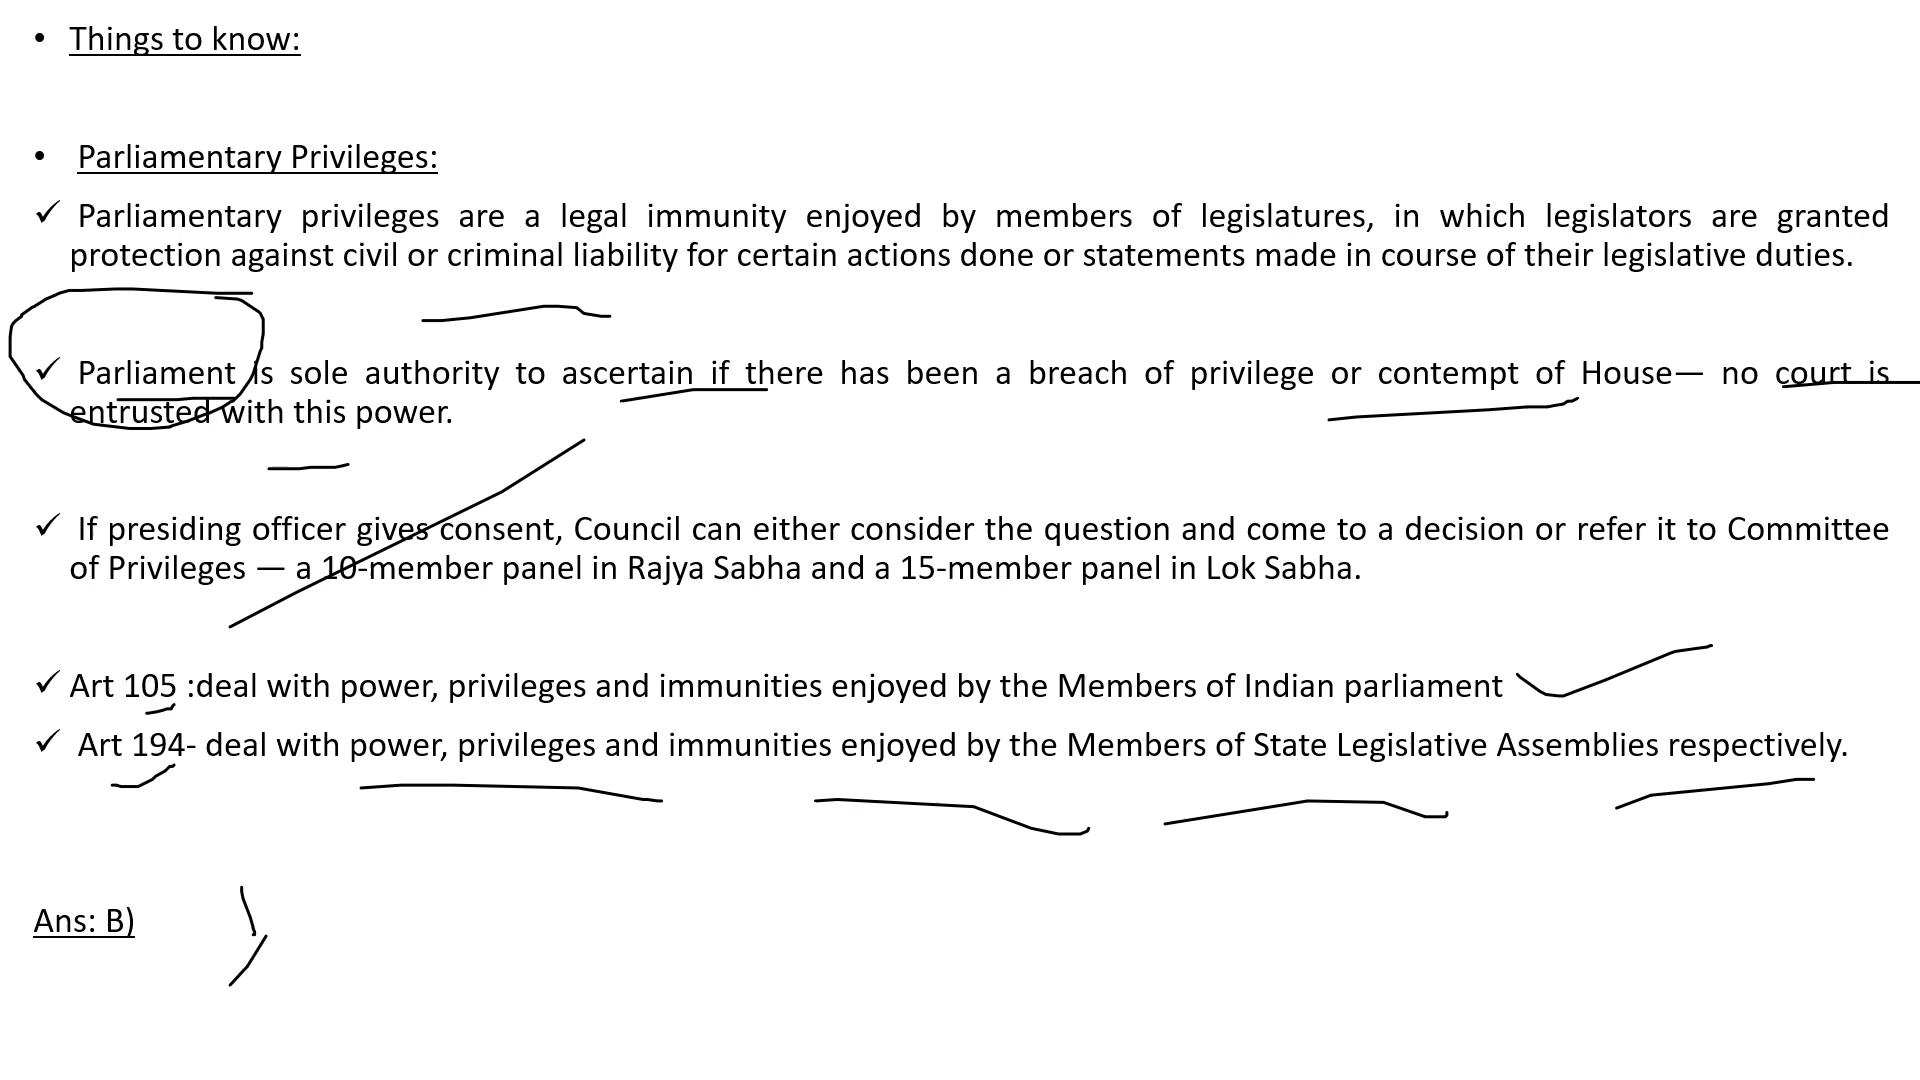 • Things to know:
• Parliamentary Privileges:
✓ Parliamentary privileges are a legal immunity enjoyed by members of legislatures, in which legislators are granted
protection against civil or criminal liability for certain actions done or statements made in course of their legislative duties.
✓ Parliament is sole authority to ascertain if there has been a breach of privilege or contempt of House— no court is
entrusted with this power.
✓ If presiding officer gives consent, Council can either consider the question and come to a decision or refer it to Committee
of Privileges — a 10-member panel in Rajya Sabha and a 15-member panel in Lok Sabha.
✓ Art 105 :deal with power, privileges and immunities enjoyed by the Members of Indian parliament
✓ Art 194- deal with power, privileges and immunities enjoyed by the Members of State Legislative Assemblies respectively.
Ans: B)